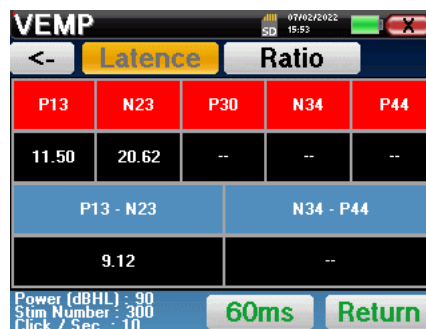 VEMP SD 07/02/2022 15:53 X
<- Latence Ratio
P13 N23 P30 N34 P44
11.50 20.62 -- -- --
P13 - N23 N34 - P44
9.12 --
Power (dBHL) : 90
Stim Number : 300
Click / Sec. : 10
60ms Return